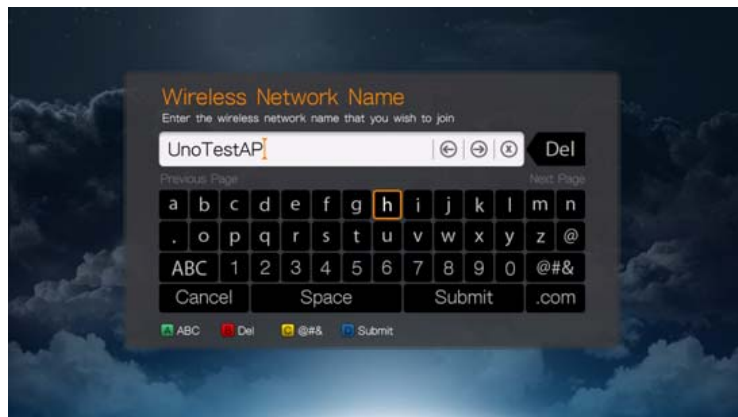 Wireless Network Name
Enter the wireless network name that you wish to join
UnoTestAP Del
Previous Page Next Page
a b c d e f g h i j k l m n
. o p q r s t u v w x y z @
ABC 1 2 3 4 5 6 7 8 9 0 @#&
Cancel Space Submit .com
A ABC B Del C @#& D Submit